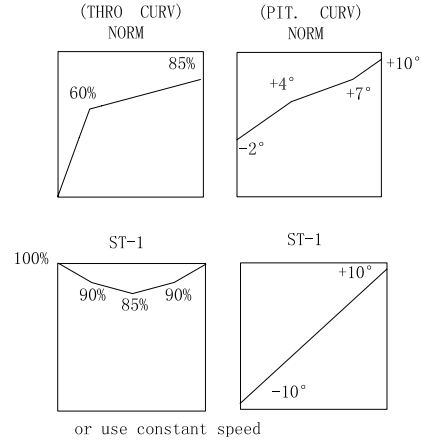 (THRO CURV) (PIT. CURV)
NORM NORM
85% +10°
60% +4°
+7°
-2°
ST-1 ST-1
100% +10°
90% 90%
85%
-10°
or use constant speed